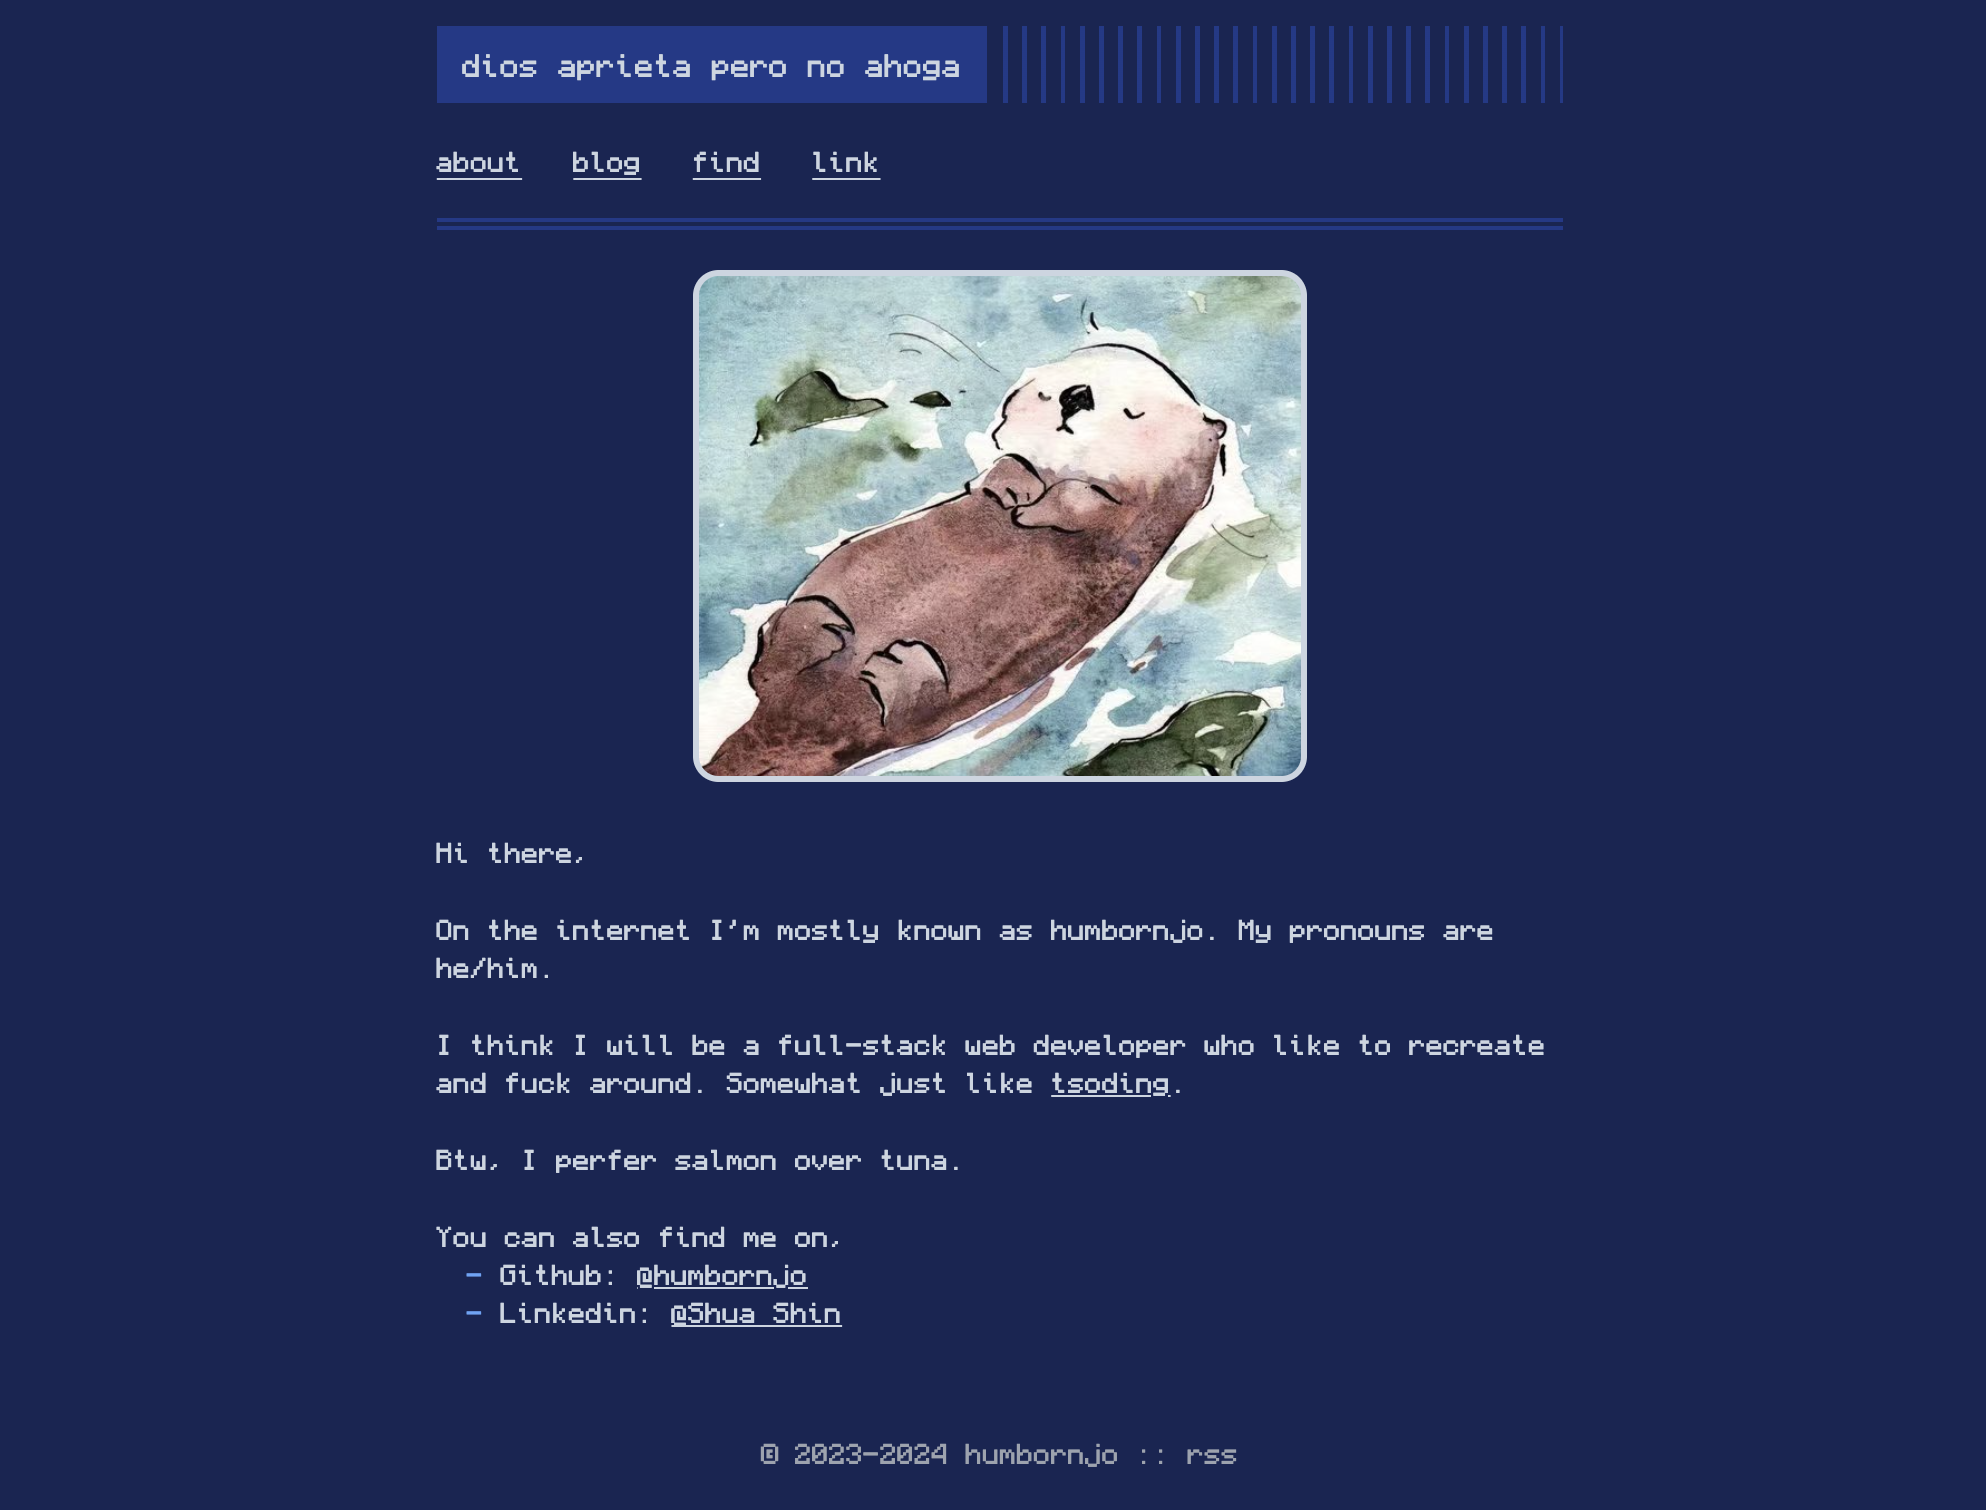 dios aprieta pero no ahoga
about blog find link
Hi there,
On the internet I'm mostly known as humbornjo. My pronouns are
he/him.
I think I will be a full-stack web developer who like to recreate
and fuck around. Somewhat just like tsoding.
Btw, I perfer salmon over tuna.
You can also find me on,
- Github: @humbornjo
- Linkedin: @Shua Shin
© 2023-2024 humbornjo :: rss